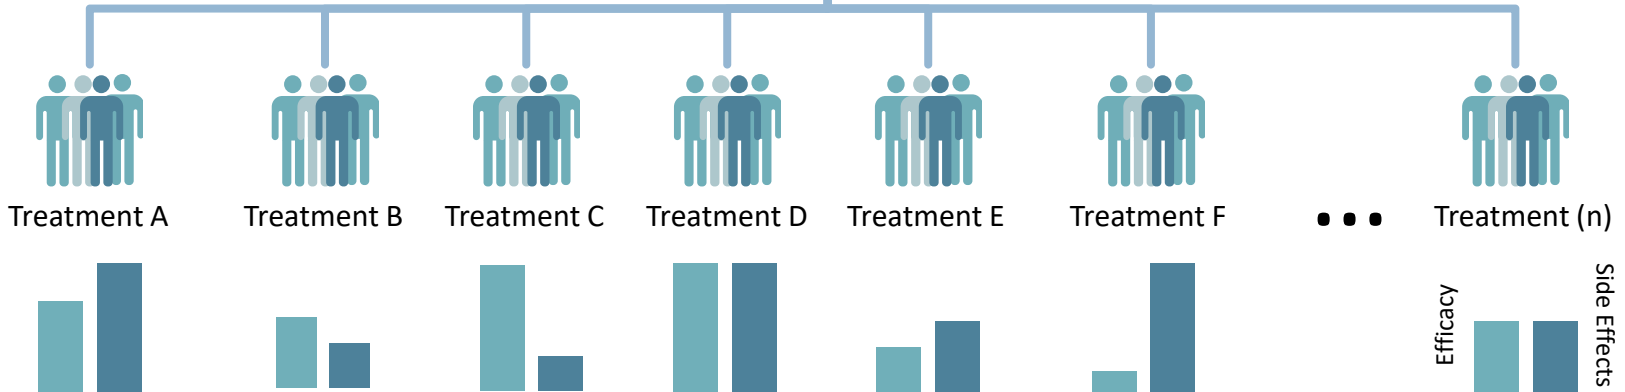 Treatment A
Treatment B
Treatment C
Treatment D
Treatment E
Treatment F
...
Treatment (n)
Efficacy
Side Effects